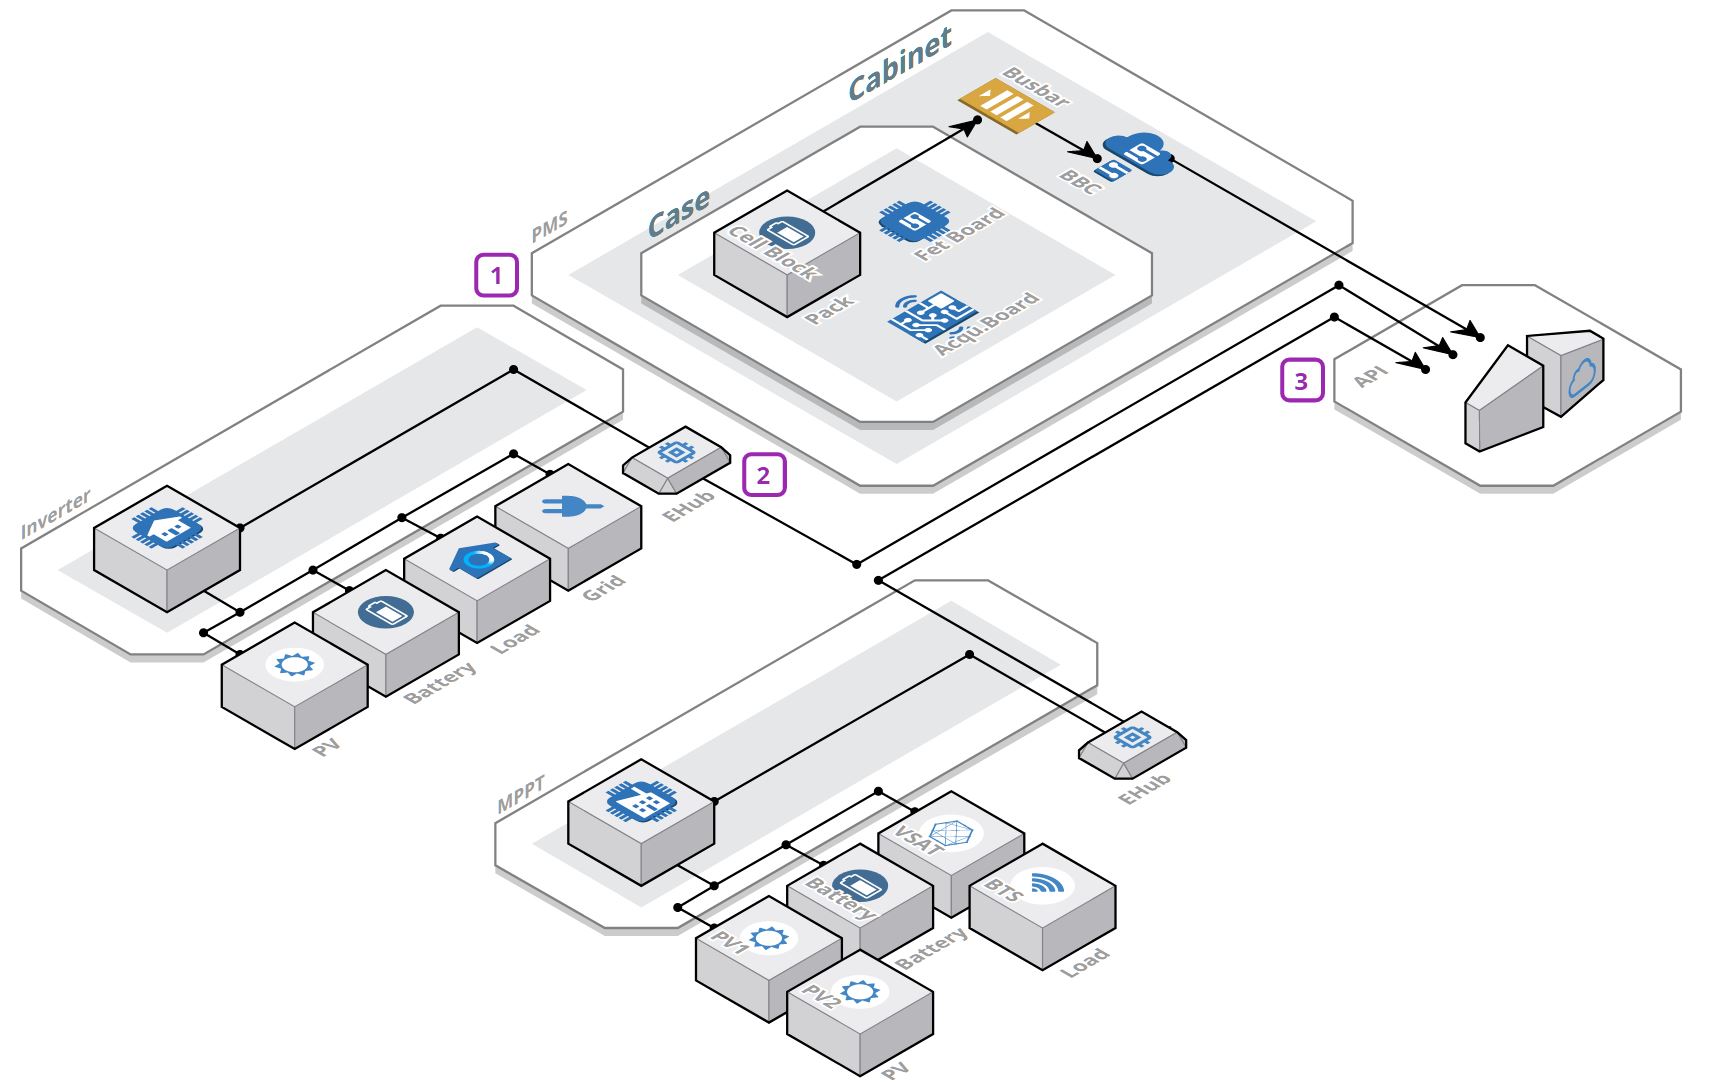 Cabinet
Busbar
BBC
PMS
Case
Cell Block
Pack
Fet Board
Acqu.Board
1
Inverter
EHub
2
Grid
Load
Battery
PV
3
API
MPPT
EHub
VSAT
BTS
Load
Battery
Battery
PV1
PV2
PV